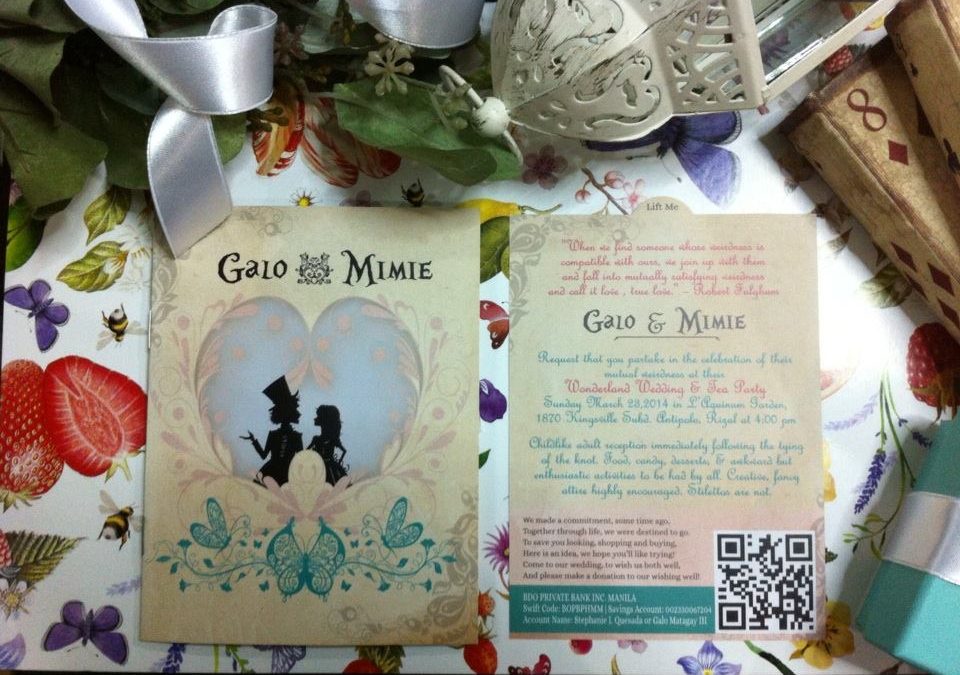 Galo & Mimie
8
Lift Me
"When we find someone whose weirdness is
compatible with ours, we join up with them
and fall into mutually satisfying weirdness
and call it love , true love." – Robert Fulghum
Galo & Mimie
Request that you partake in the celebration of their
mutual weirdness at their
Wonderland Wedding & Tea Party
Sunday March 23,2014 in L'Aquinum Garden,
1870 Kingsville Subd. Antipolo, Rizal at 4:00 pm
Childlike adult reception immediately following the tying
of the knot. Food, candy, desserts, & awkward but
enthusiastic activities to be had by all. Creative, fancy
attire highly encouraged. Stilettos are not.
We made a commitment, some time ago,
Together through life, we were destined to go.
To save you looking, shopping and buying,
Here is an idea, we hope you'll like trying!
Come to our wedding, to wish us both well,
And please make a donation to our wishing well!
BDO PRIVATE BANK INC. MANILA
Swift Code: BOPBPHMM | Savings Account: 002330067204
Account Name: Stephanie I. Quesada or Galo Matagay III